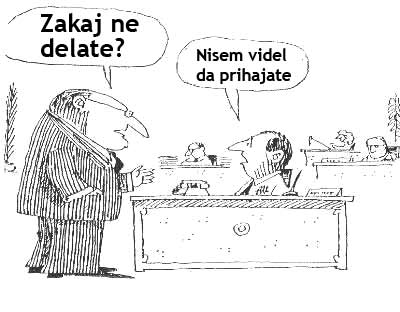 Zakaj ne
delate?
Nisem videl
da prihajate